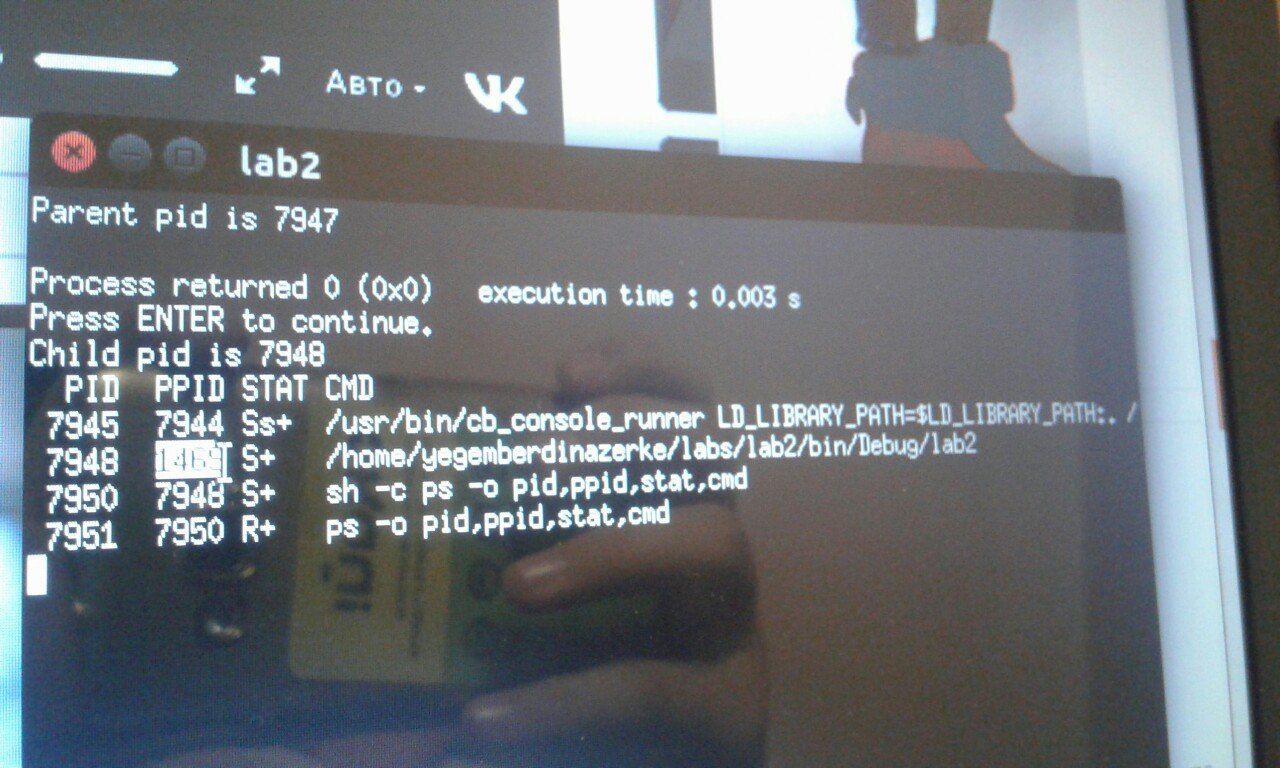 Авто
lab2
Parent pid is 7947
Process returned 0 (0x0) execution time : 0.003 s
Press ENTER to continue.
Child pid is 7948
PID PPID STAT CMD
7945 7944 Ss+ /usr/bin/cb_console_runner LD_LIBRARY_PATH=$LD_LIBRARY_PATH:. /
7948 1469 S+ /home/yegemberdinazerke/labs/lab2/bin/Debug/lab2
7950 7948 S+ sh -c ps -o pid,ppid,stat,cmd
7951 7950 R+ ps -o pid,ppid,stat,cmd